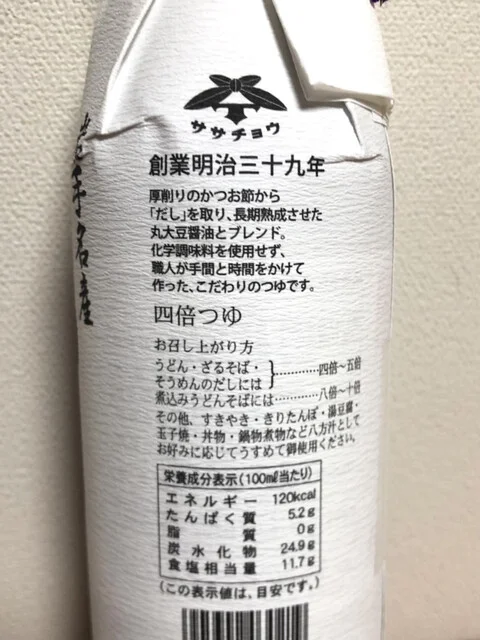 ササチョウ
創業明治三十九年
厚削りのかつお節から
「だし」を取り、長期熟成させた
丸大豆醤油とブレンド。
化学調味料を使用せず、
職人が手間と時間をかけて
作った、こだわりのつゆです。
四倍つゆ
お召し上がり方
うどん・ざるそば・
そうめんのだしには
…………四倍〜五倍
煮込みうどんそばには…………八倍〜十倍
その他、すきやき・きりたんぽ・湯豆腐・
玉子焼・丼物・鍋物煮物など八方汁として
お好みに応じてうすめて御使用ください。
栄養成分表示(100㎖当たり)
エネルギー 120kcal
たんぱく質 5.2g
脂質 0g
炭水化物 24.9g
食塩相当量 11.7g
(この表示値は、目安です。)
岩手名産